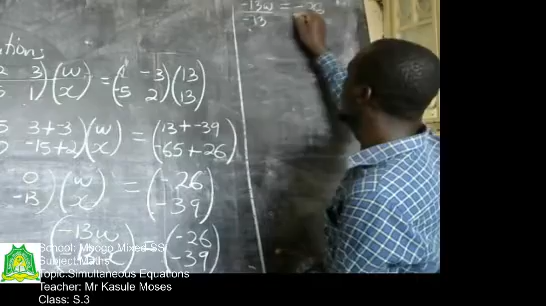 2 3 (w = (1 -3 (13
5 1) x) -5 2) 13)
5 3+-3 (w = (13+-39
0 -15+2) x) -65+26)
0 (w = (-26
-13) x) -39)
(-13w = (-26
-39)
-13w = -26
-13
School: Mbogo Mixed SS
Subject:Maths
Topic:Simultaneous Equations
Teacher: Mr Kasule Moses
Class: S.3